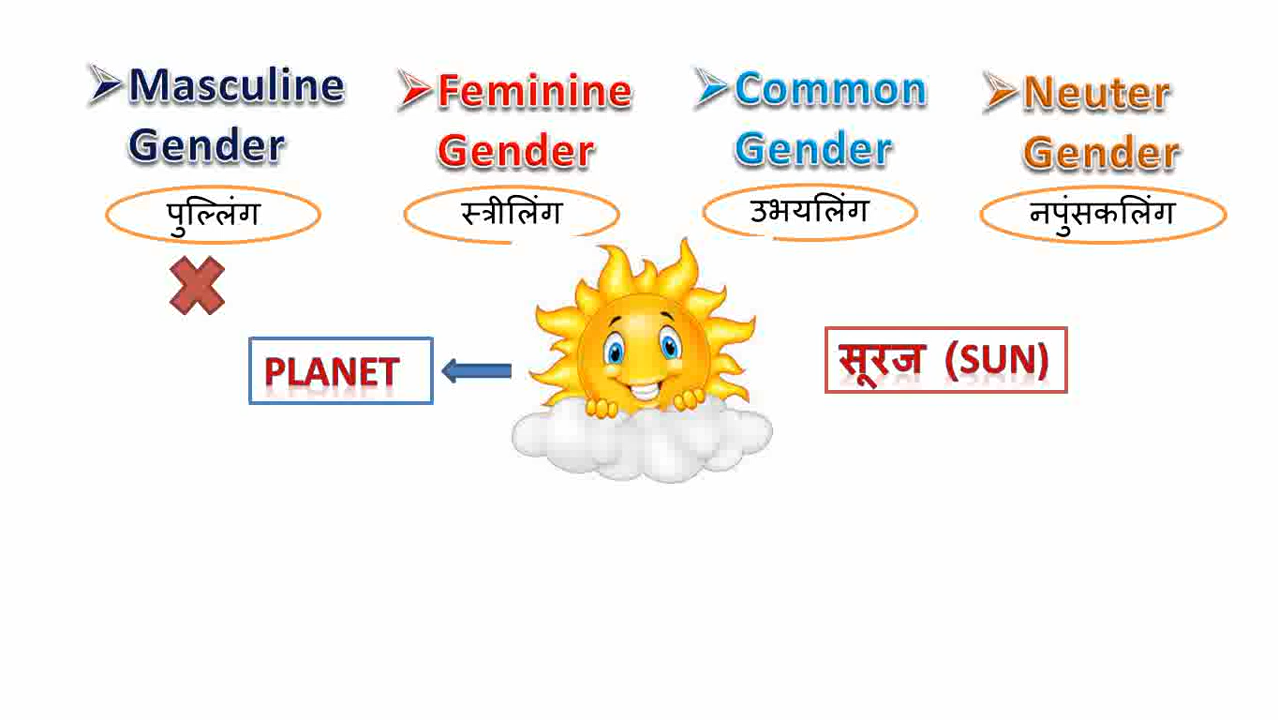 Masculine Gender
पुल्लिंग
Feminine Gender
स्त्रीलिंग
Common Gender
उभयलिंग
Neuter Gender
नपुंसकलिंग
PLANET
सूरज (SUN)